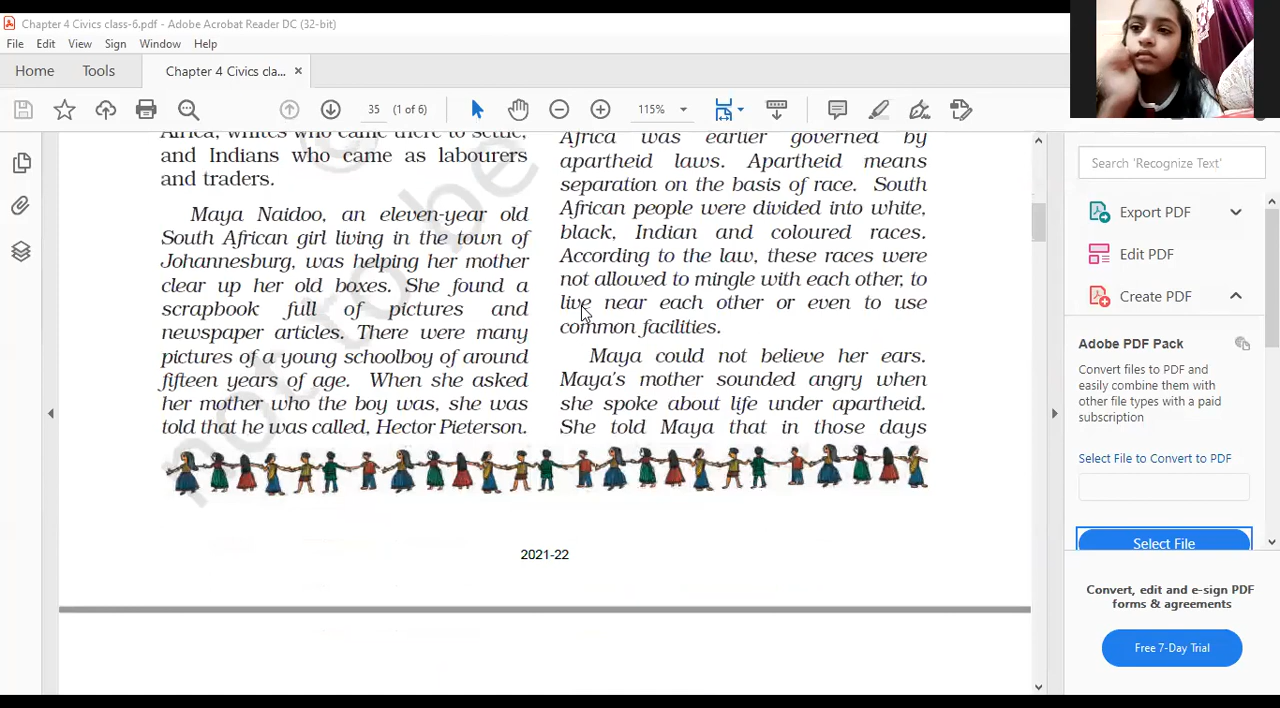 Chapter 4 Civics class-6.pdf - Adobe Acrobat Reader DC (32-bit)
File Edit View Sign Window Help
Home Tools Chapter 4 Civics cla... ×
35 (1 of 6) 115%
Africa, whites who came there to settle,
and Indians who came as labourers
and traders.
Maya Naidoo, an eleven-year old
South African girl living in the town of
Johannesburg, was helping her mother
clear up her old boxes. She found a
scrapbook full of pictures and
newspaper articles. There were many
pictures of a young schoolboy of around
fifteen years of age. When she asked
her mother who the boy was, she was
told that he was called, Hector Pieterson.
Africa was earlier governed by
apartheid laws. Apartheid means
separation on the basis of race. South
African people were divided into white,
black, Indian and coloured races.
According to the law, these races were
not allowed to mingle with each other, to
live near each other or even to use
common facilities.
Maya could not believe her ears.
Maya's mother sounded angry when
she spoke about life under apartheid.
She told Maya that in those days
not to be
©
2021-22
Search 'Recognize Text'
Export PDF
Edit PDF
Create PDF
Adobe PDF Pack
Convert files to PDF and
easily combine them with
other file types with a paid
subscription
Select File to Convert to PDF
Select File
Convert, edit and e-sign PDF
forms & agreements
Free 7-Day Trial